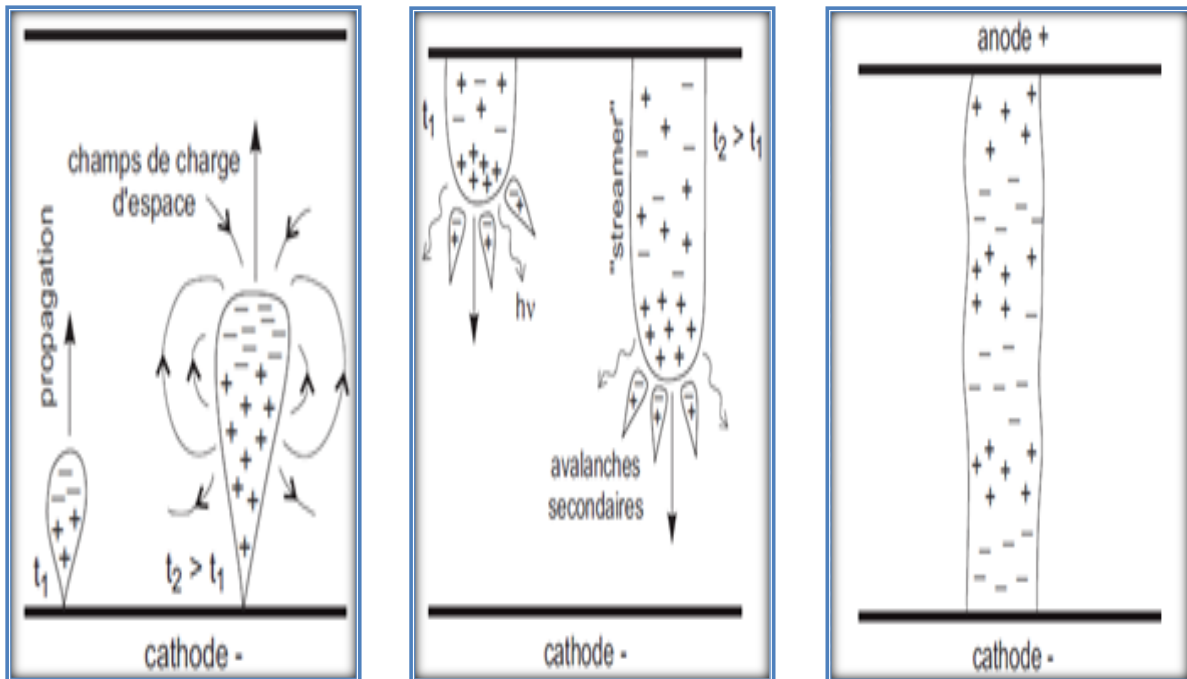 champs de charge
d'espace
propagation
t₁
t₂ > t₁
cathode -
t₁
"streamer"
t₂ > t₁
hν
avalanches
secondaires
cathode -
anode +
cathode -